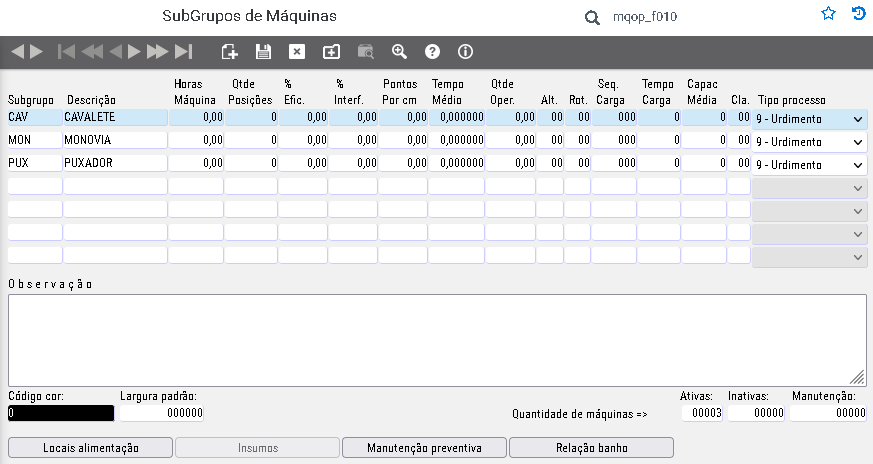 SubGrupos de Máquinas
mqop_f010
Horas Qtde % % Pontos Tempo Qtde Seq. Tempo Capac
Subgrupo Descrição Máquina Posições Efic. Interf. Por cm Médio Oper. Alt. Rot. Carga Carga Média Cla. Tipo processo
CAV CAVALETE 0,00 0 0,00 0,00 0,00 0,000000 0,00 00 00 000 0 0 00 9 - Urdimento
MON MONOVIA 0,00 0 0,00 0,00 0,00 0,000000 0,00 00 00 000 0 0 00 9 - Urdimento
PUX PUXADOR 0,00 0 0,00 0,00 0,00 0,000000 0,00 00 00 000 0 0 00 9 - Urdimento
Observação
Código cor: Largura padrão: Ativas: Inativas: Manutenção:
0 000000 Quantidade de máquinas => 00003 00000 00000
Locais alimentação Insumos Manutenção preventiva Relação banho